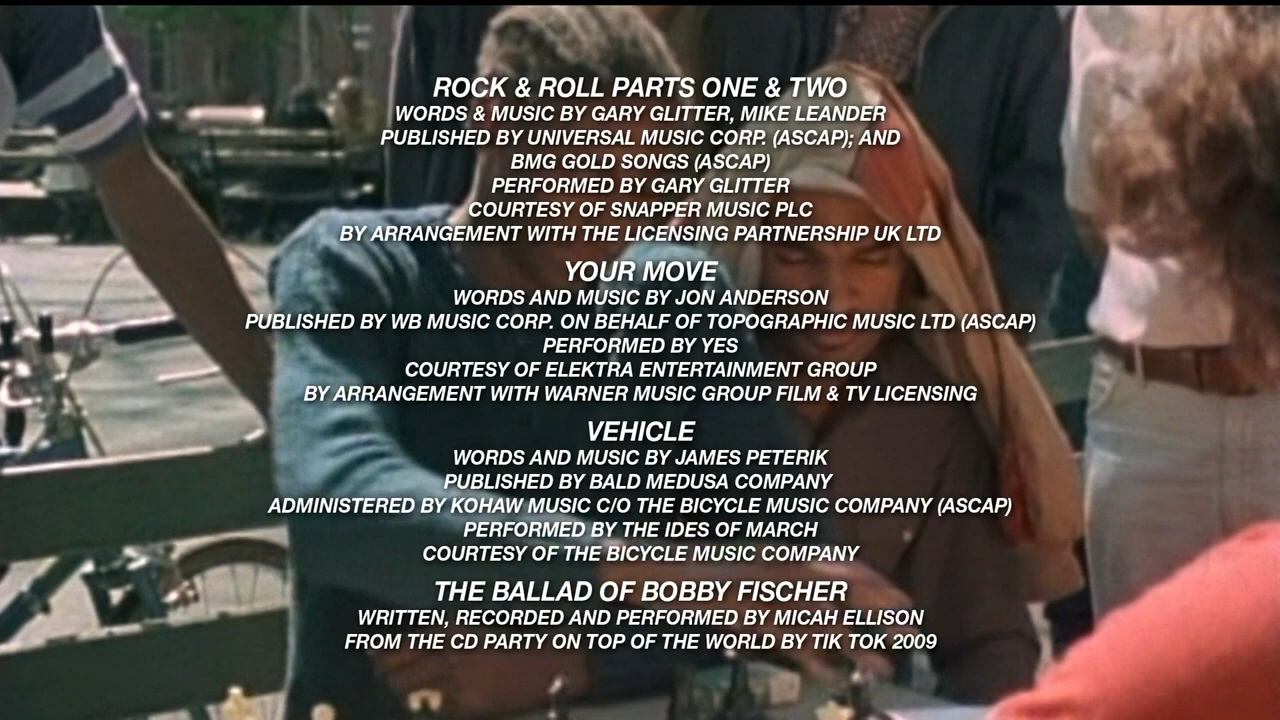 ROCK & ROLL PARTS ONE & TWO
WORDS & MUSIC BY GARY GLITTER, MIKE LEANDER
PUBLISHED BY UNIVERSAL MUSIC CORP. (ASCAP); AND
BMG GOLD SONGS (ASCAP)
PERFORMED BY GARY GLITTER
COURTESY OF SNAPPER MUSIC PLC
BY ARRANGEMENT WITH THE LICENSING PARTNERSHIP UK LTD
YOUR MOVE
WORDS AND MUSIC BY JON ANDERSON
PUBLISHED BY WB MUSIC CORP. ON BEHALF OF TOPOGRAPHIC MUSIC LTD (ASCAP)
PERFORMED BY YES
COURTESY OF ELEKTRA ENTERTAINMENT GROUP
BY ARRANGEMENT WITH WARNER MUSIC GROUP FILM & TV LICENSING
VEHICLE
WORDS AND MUSIC BY JAMES PETERIK
PUBLISHED BY BALD MEDUSA COMPANY
ADMINISTERED BY KOHAW MUSIC C/O THE BICYCLE MUSIC COMPANY (ASCAP)
PERFORMED BY THE IDES OF MARCH
COURTESY OF THE BICYCLE MUSIC COMPANY
THE BALLAD OF BOBBY FISCHER
WRITTEN, RECORDED AND PERFORMED BY MICAH ELLISON
FROM THE CD PARTY ON TOP OF THE WORLD BY TIK TOK 2009